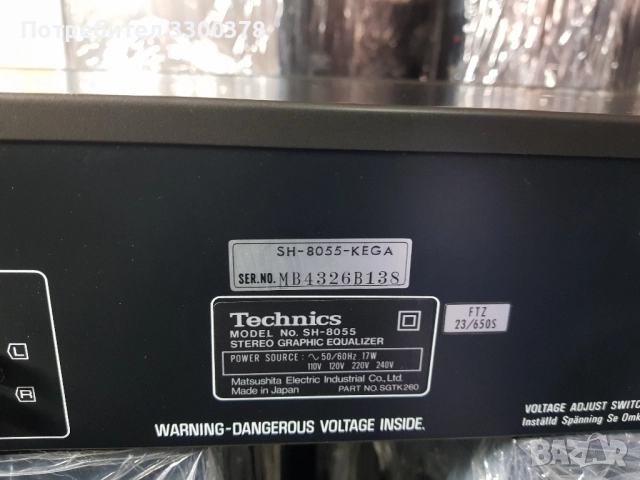 Потребител 3300378
SH-8055-KEGA
SER.NO. MB4326B138
Technics
MODEL No. SH-8055
STEREO GRAPHIC EQUALIZER
POWER SOURCE : ∿ 50/60Hz 17W
110V 120V 220V 240V
Matsushita Electric Industrial Co., Ltd.
Made in Japan PART NO. SGTK260
FTZ
23/650S
L
R
VOLTAGE ADJUST SWITC
Inställd Spänning Se Omk
WARNING-DANGEROUS VOLTAGE INSIDE.
bazar